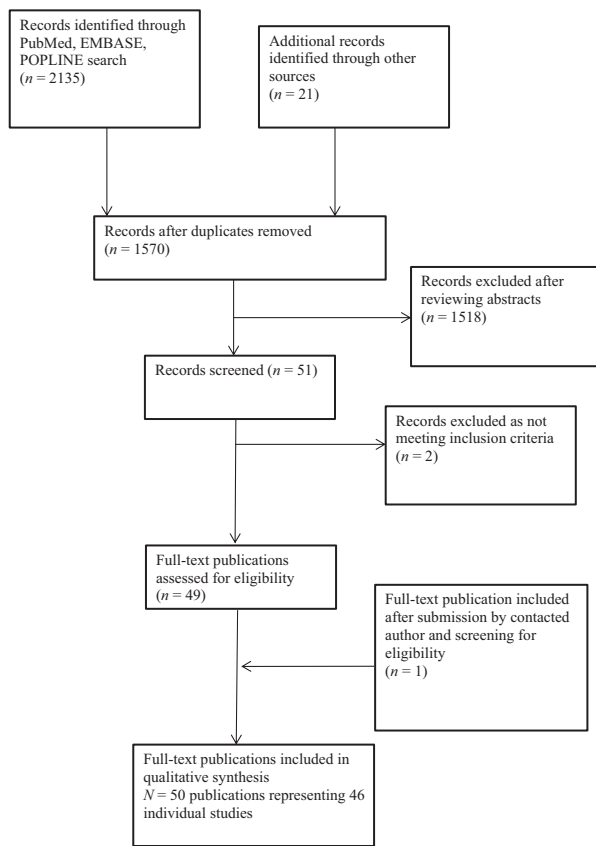 Records identified through
PubMed, EMBASE,
POPLINE search
(n = 2135)
Additional records
identified through other
sources
(n = 21)
Records after duplicates removed
(n = 1570)
Records excluded after
reviewing abstracts
(n = 1518)
Records screened (n = 51)
Records excluded as not
meeting inclusion criteria
(n = 2)
Full-text publications
assessed for eligibility
(n = 49)
Full-text publication included
after submission by contacted
author and screening for
eligibility
(n = 1)
Full-text publications included in
qualitative synthesis
N = 50 publications representing 46
individual studies